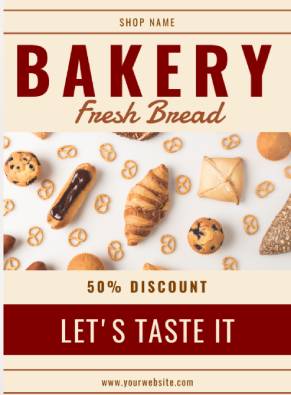 SHOP NAME
BAKERY
Fresh Bread
50% DISCOUNT
LET'S TASTE IT
www.yourwebsite.com